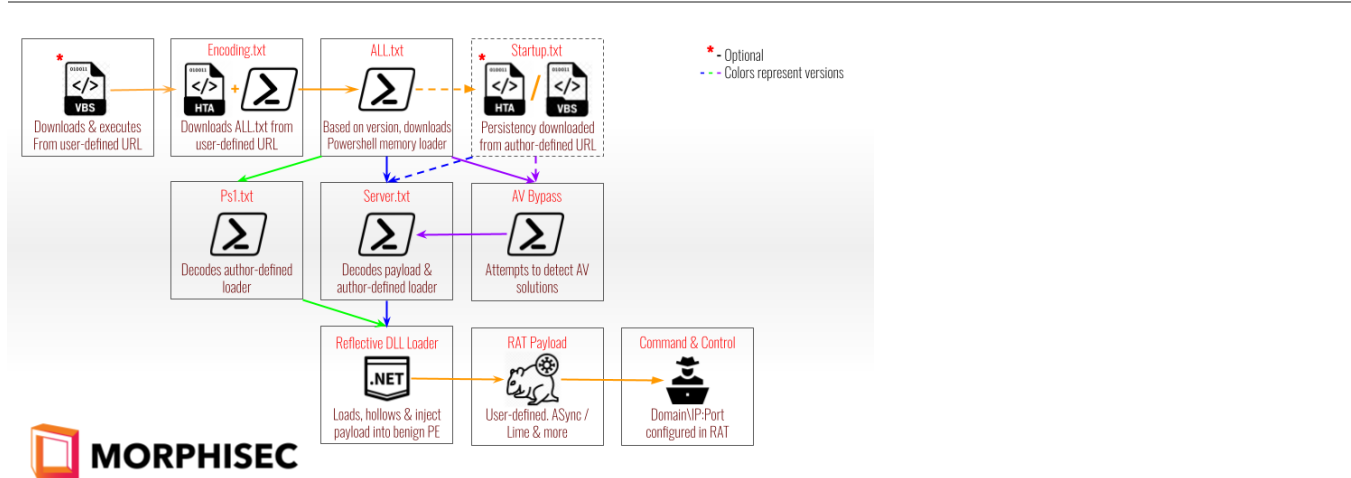 Encoding.txt
ALL.txt
Startup.txt
* - Optional
Colors represent versions
*
010011
</>
VBS
010011
</>
HTA
+
*
010011
</>
HTA
/
010011
</>
VBS
Downloads & executes
From user-defined URL
Downloads ALL.txt from
user-defined URL
Based on version, downloads
Powershell memory loader
Persistency downloaded
from author-defined URL
Ps1.txt
Server.txt
AV Bypass
Decodes author-defined
loader
Decodes payload &
author-defined loader
Attempts to detect AV
solutions
Reflective DLL Loader
RAT Payload
Command & Control
.NET
Loads, hollows & inject
payload into benign PE
User-defined. ASync /
Lime & more
Domain\IP:Port
configured in RAT
MORPHISEC